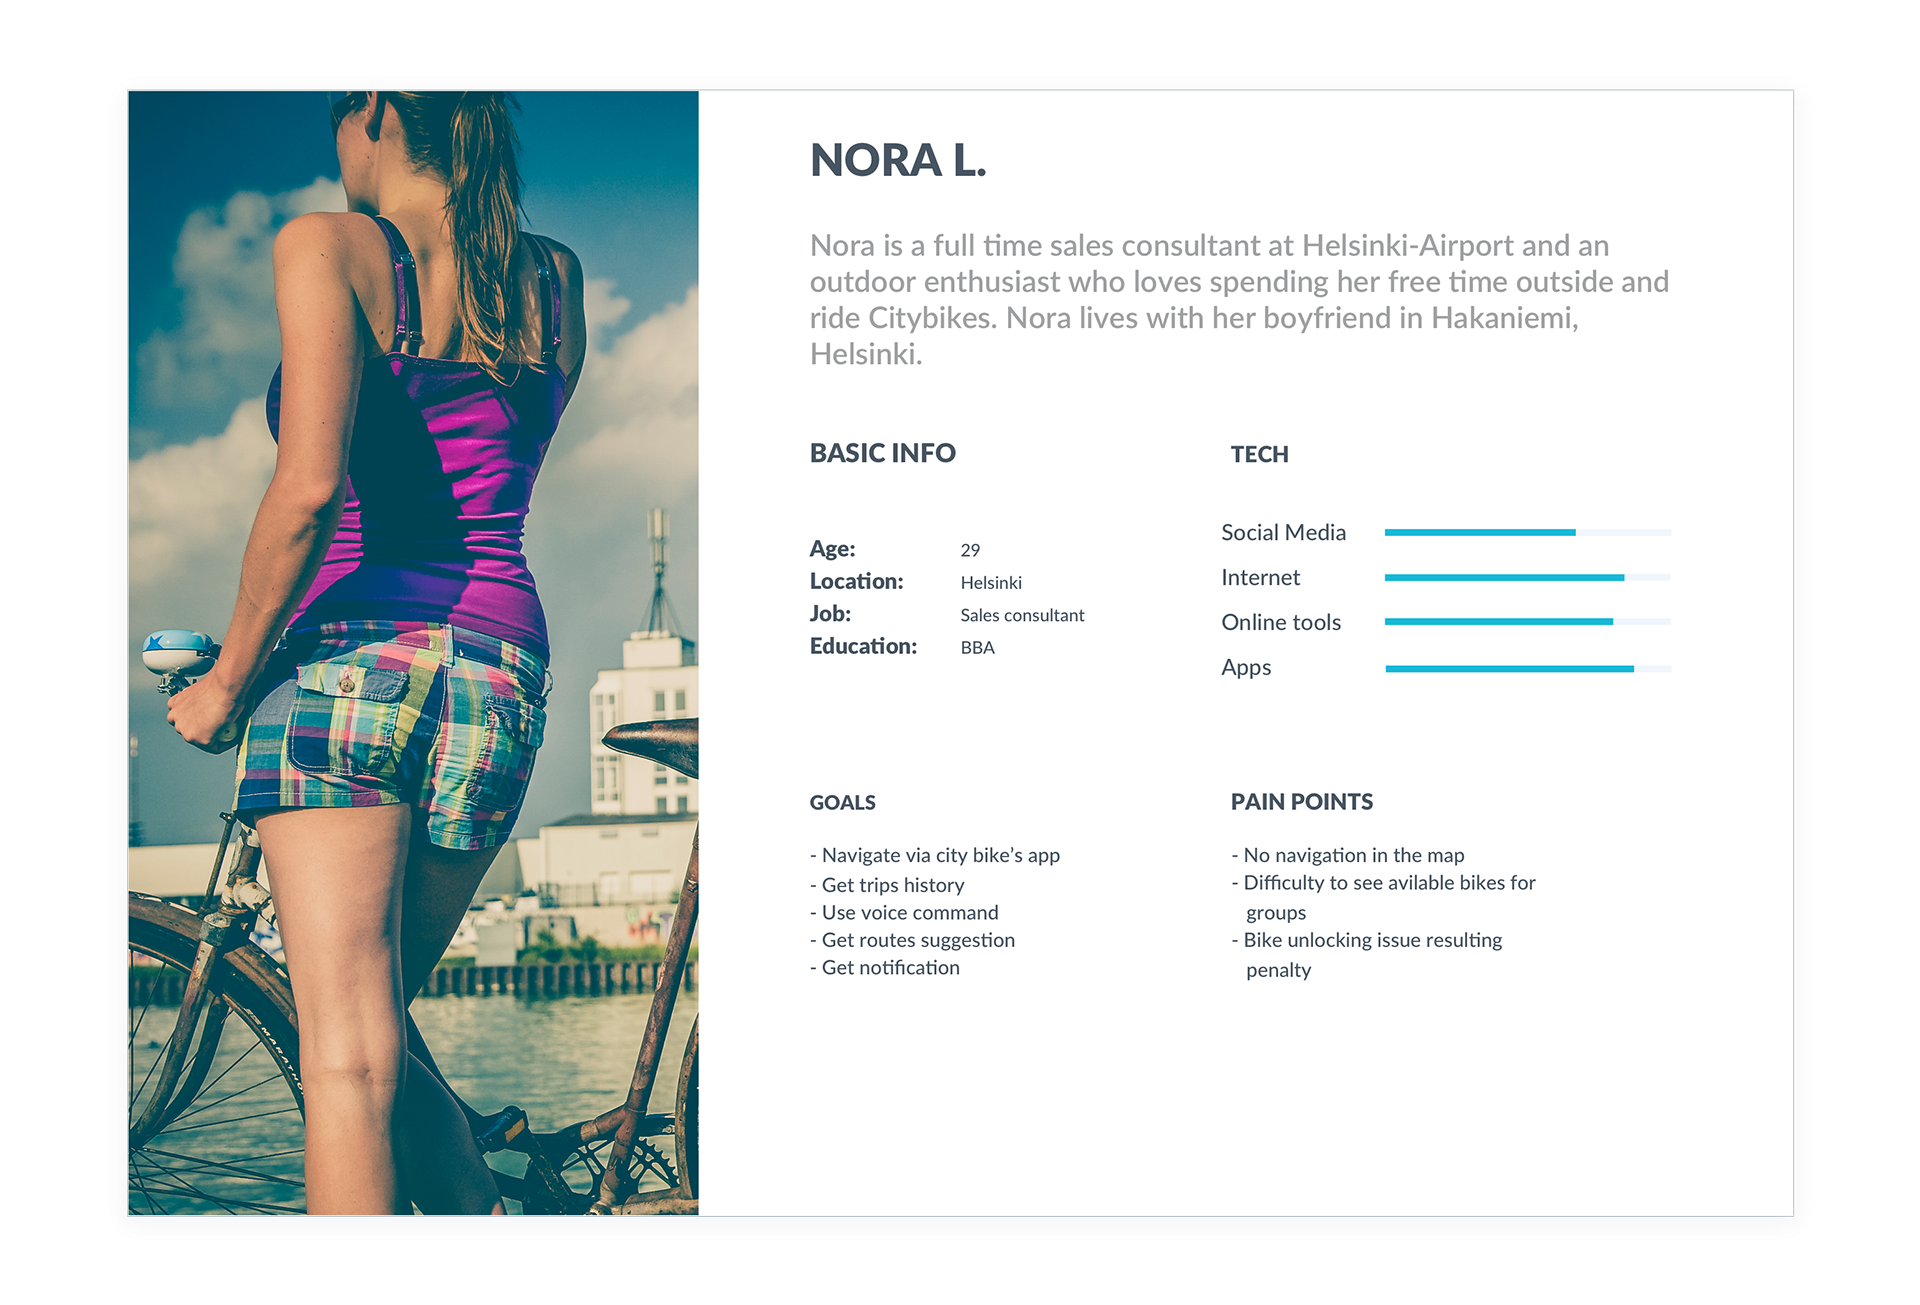 NORA L.
Nora is a full time sales consultant at Helsinki-Airport and an
outdoor enthusiast who loves spending her free time outside and
ride Citybikes. Nora lives with her boyfriend in Hakaniemi,
Helsinki.
BASIC INFO
Age: 29
Location: Helsinki
Job: Sales consultant
Education: BBA
TECH
Social Media
Internet
Online tools
Apps
GOALS
- Navigate via city bike’s app
- Get trips history
- Use voice command
- Get routes suggestion
- Get notification
PAIN POINTS
- No navigation in the map
- Difficulty to see avilable bikes for
groups
- Bike unlocking issue resulting
penalty
MARATHO